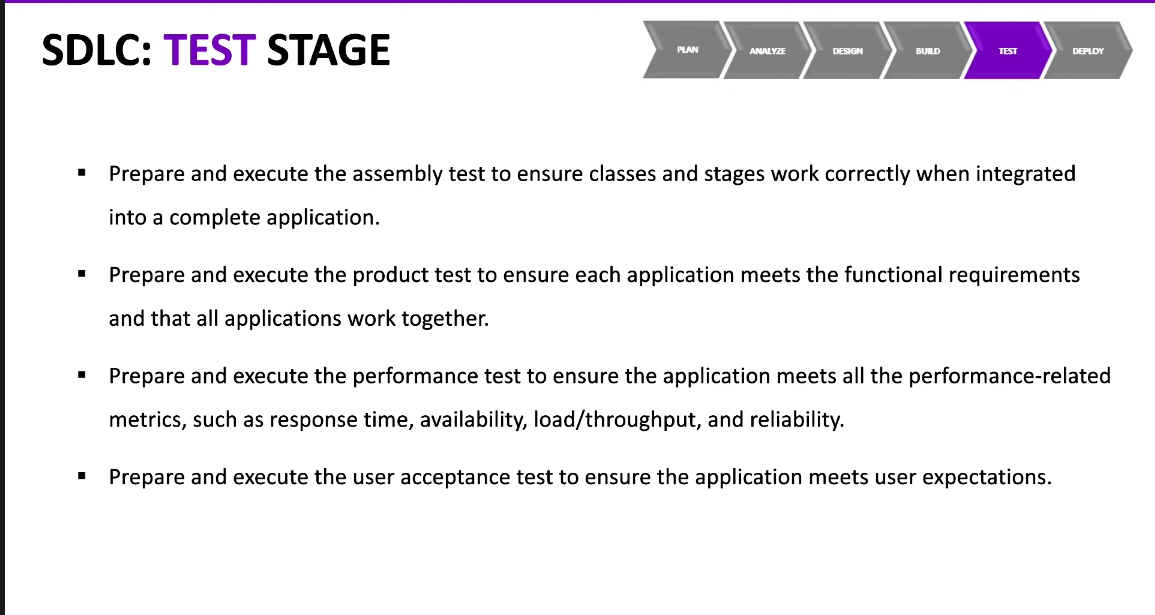 SDLC: TEST STAGE
PLAN
ANALYZE
DESIGN
BUILD
TEST
DEPLOY
▪ Prepare and execute the assembly test to ensure classes and stages work correctly when integrated
into a complete application.
▪ Prepare and execute the product test to ensure each application meets the functional requirements
and that all applications work together.
▪ Prepare and execute the performance test to ensure the application meets all the performance-related
metrics, such as response time, availability, load/throughput, and reliability.
▪ Prepare and execute the user acceptance test to ensure the application meets user expectations.